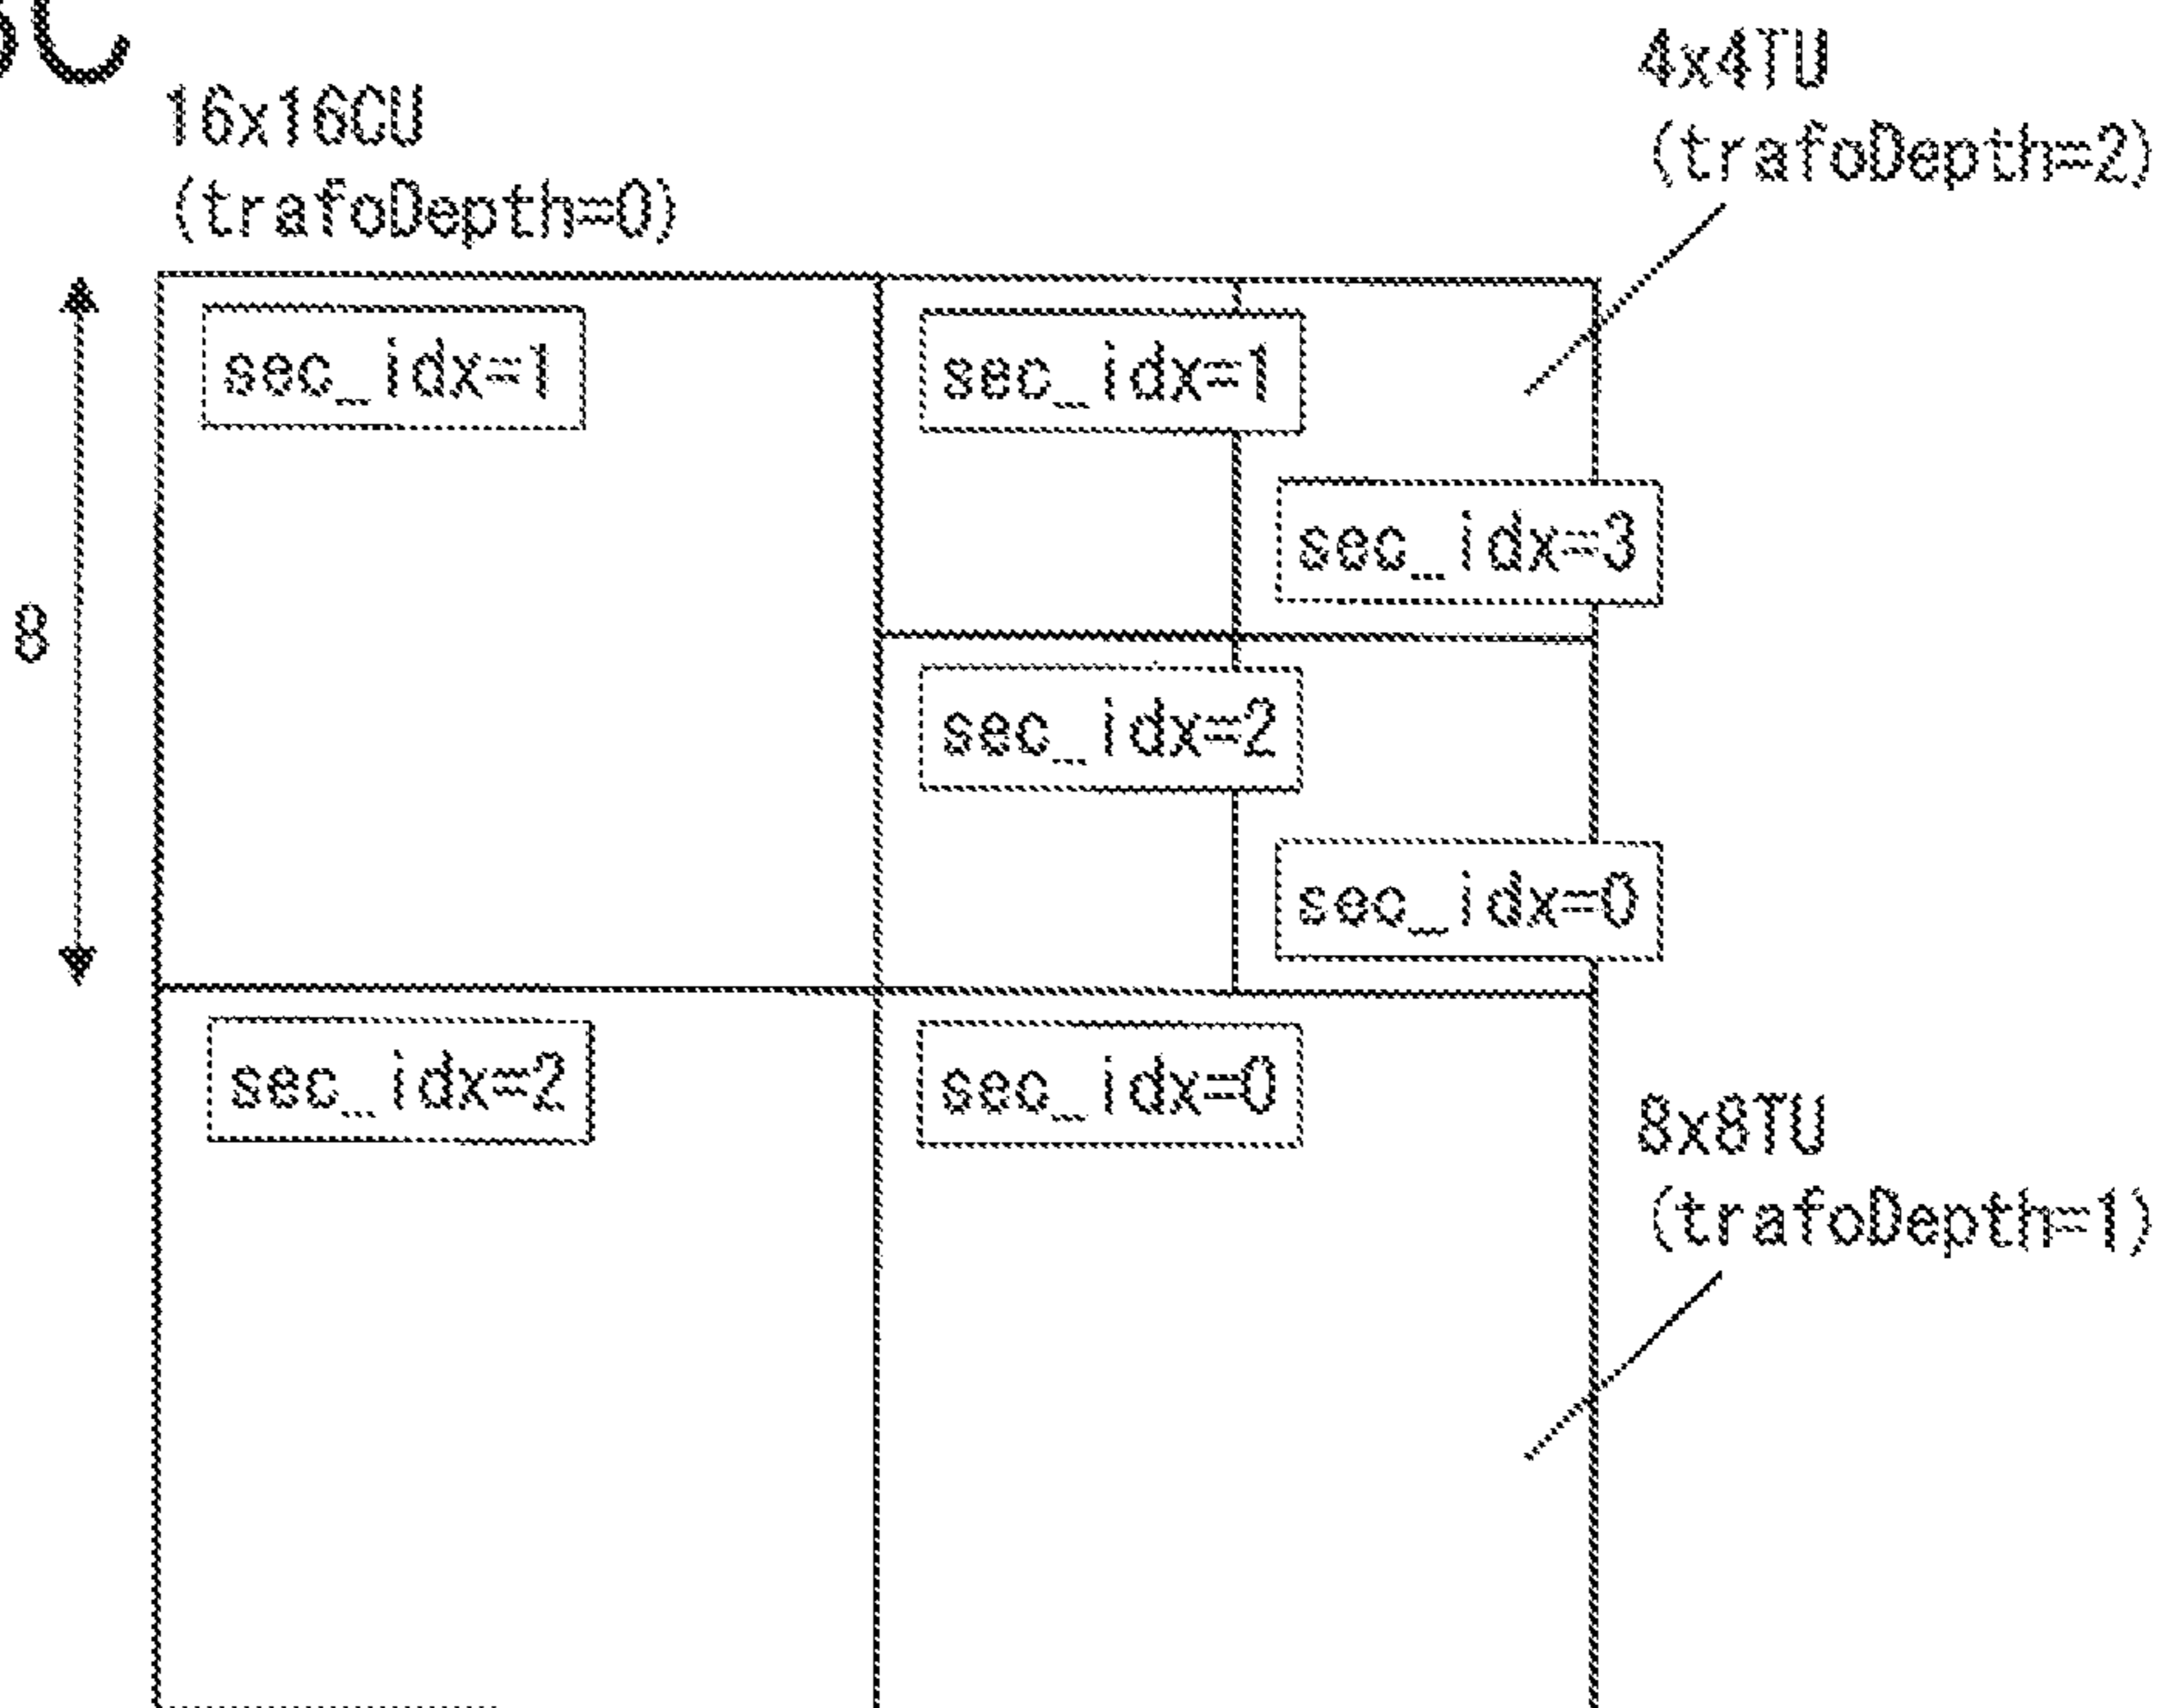 16x16CU
(trafoDepth=0)
4x4TU
(trafoDepth=2)
sec_idx=1
sec_idx=1
sec_idx=3
8
sec_idx=2
sec_idx=0
sec_idx=2
sec_idx=0
8x8TU
(trafoDepth=1)